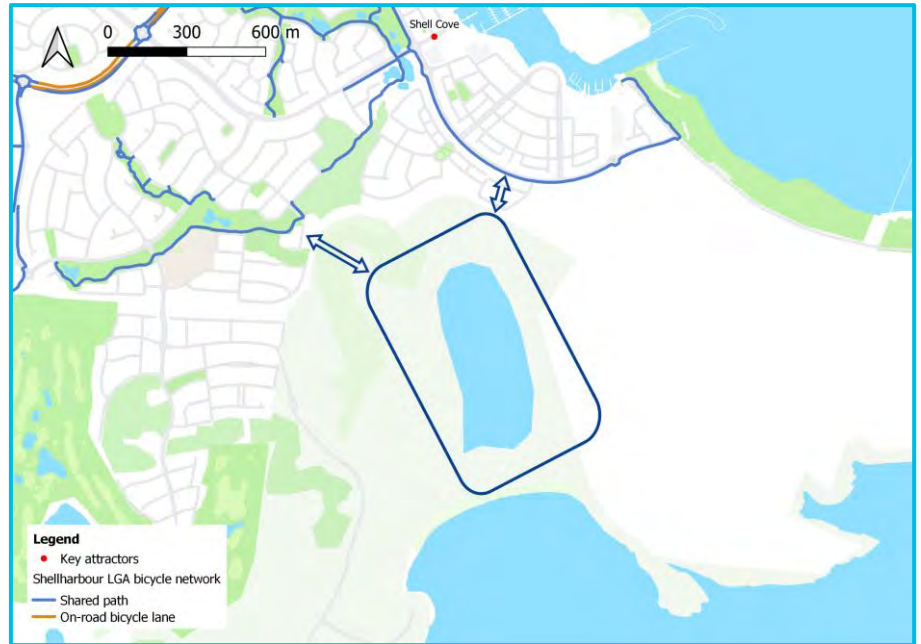 Shell Cove
0 300 600 m
Legend
Key attractors
Shellharbour LGA bicycle network
Shared path
On-road bicycle lane